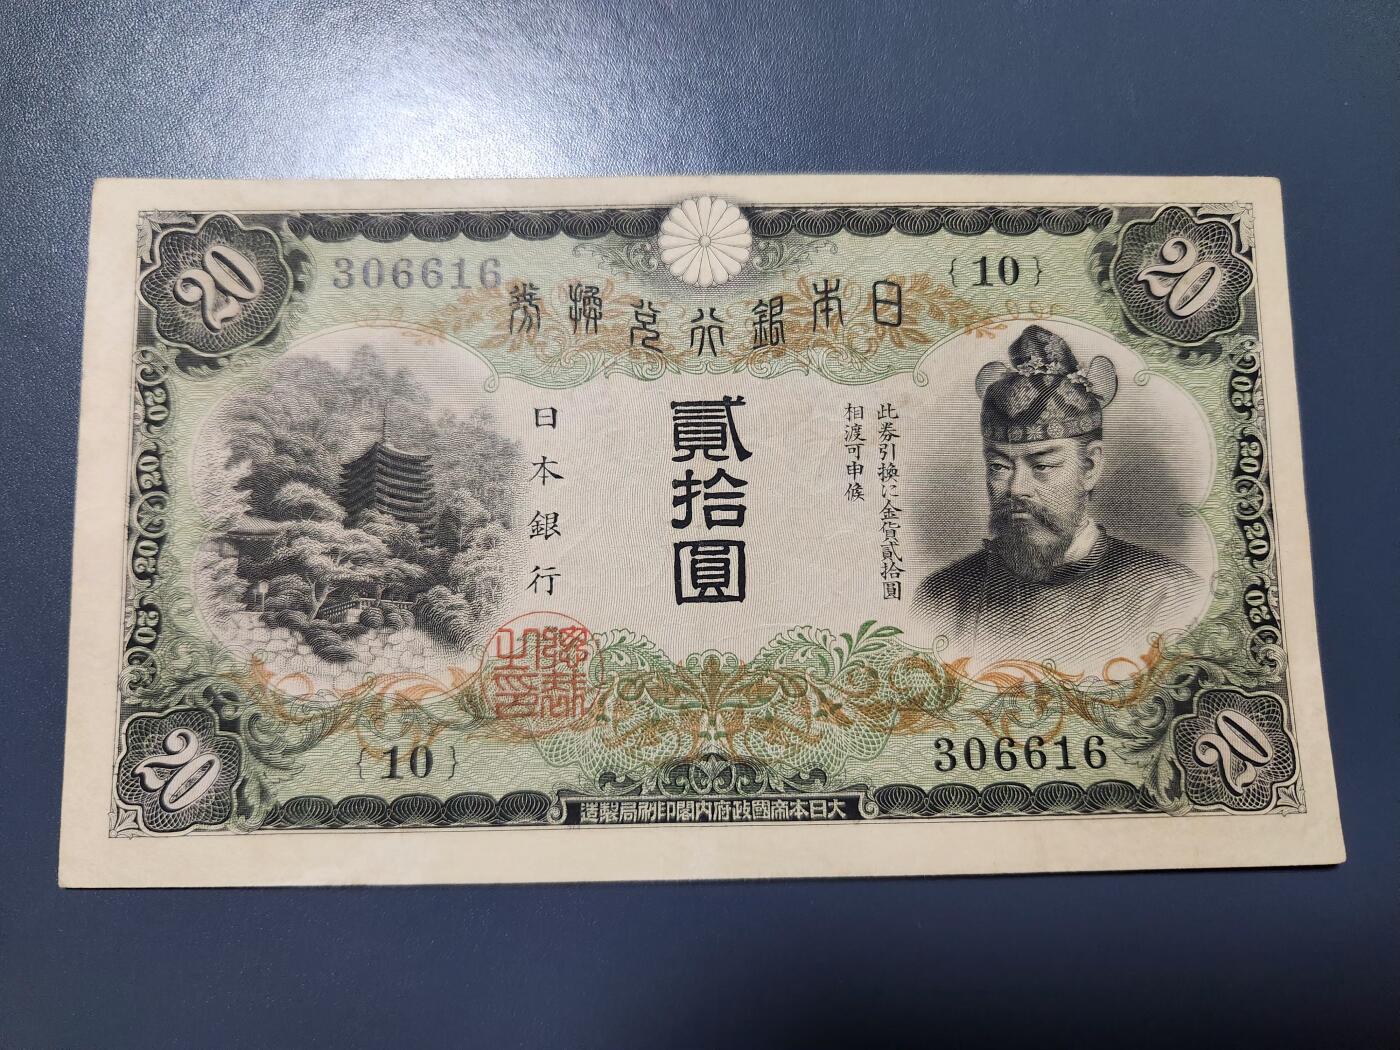 20
306616
{10}
20
日本銀行兌換券
此券引換に金貨貳拾圓
相渡可申候
貳拾圓
日本銀行
{10}
306616
20
20
大日本帝國政府内閣印刷局製造